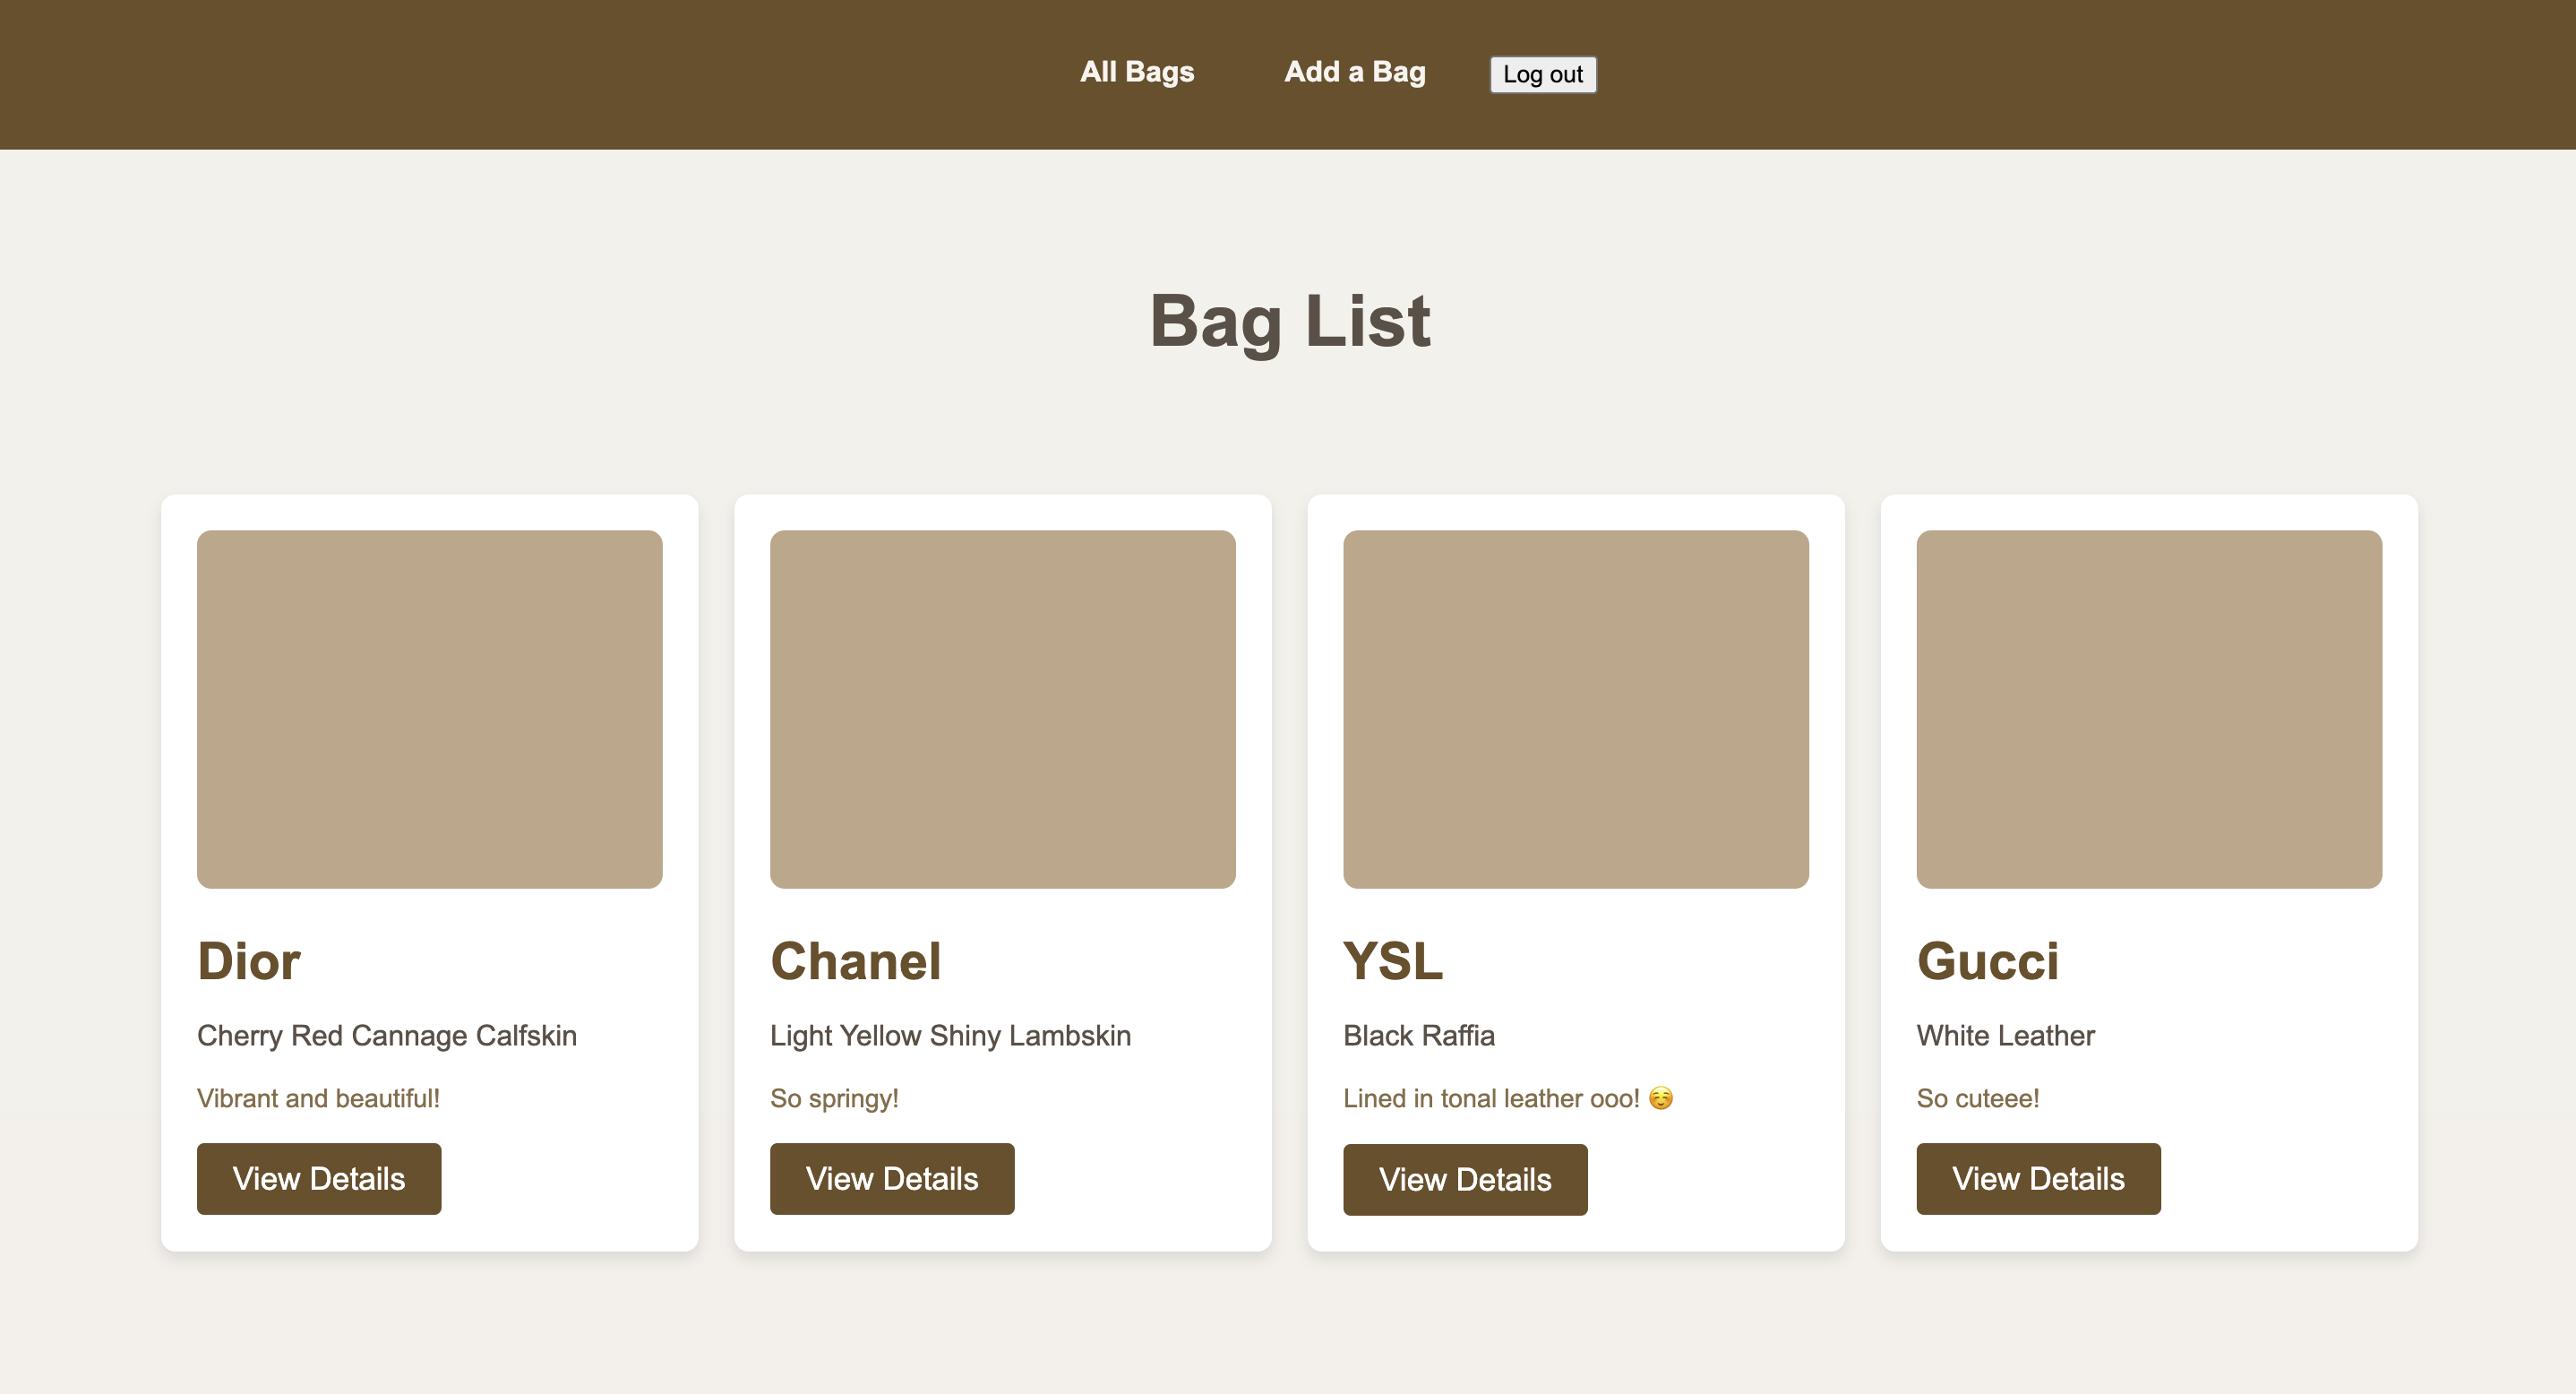 All Bags Add a Bag Log out
Bag List
Dior
Cherry Red Cannage Calfskin
Vibrant and beautiful!
View Details
Chanel
Light Yellow Shiny Lambskin
So springy!
View Details
YSL
Black Raffia
Lined in tonal leather ooo! ☺️
View Details
Gucci
White Leather
So cuteee!
View Details